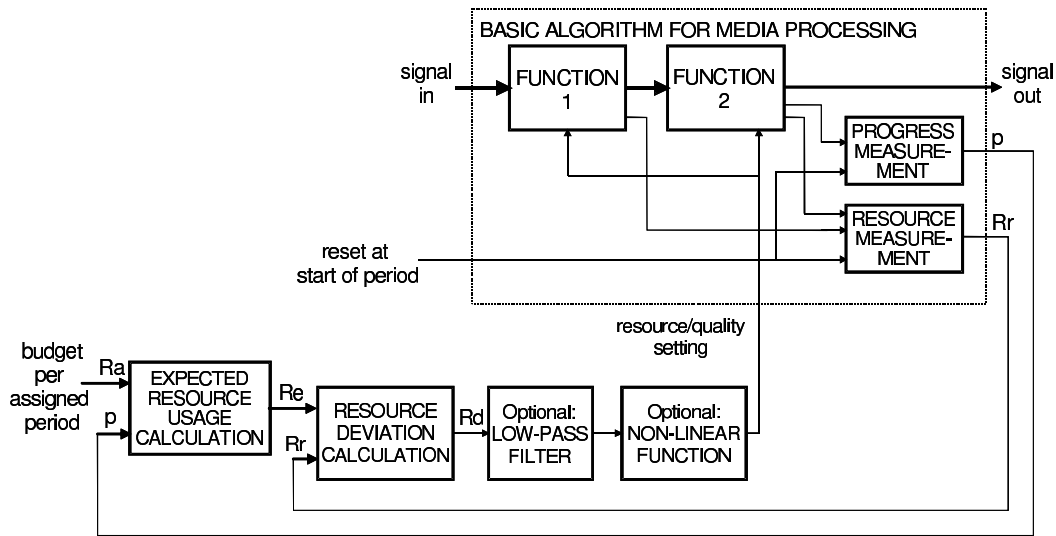 BASIC ALGORITHM FOR MEDIA PROCESSING
signal
in
FUNCTION
1
FUNCTION
2
signal
out
PROGRESS
MEASURE-
MENT
p
RESOURCE
MEASURE-
MENT
Rr
reset at
start of period
resource/quality
setting
budget
per
assigned
period
Ra
p
EXPECTED
RESOURCE
USAGE
CALCULATION
Re
Rr
RESOURCE
DEVIATION
CALCULATION
Rd
Optional:
LOW-PASS
FILTER
Optional:
NON-LINEAR
FUNCTION